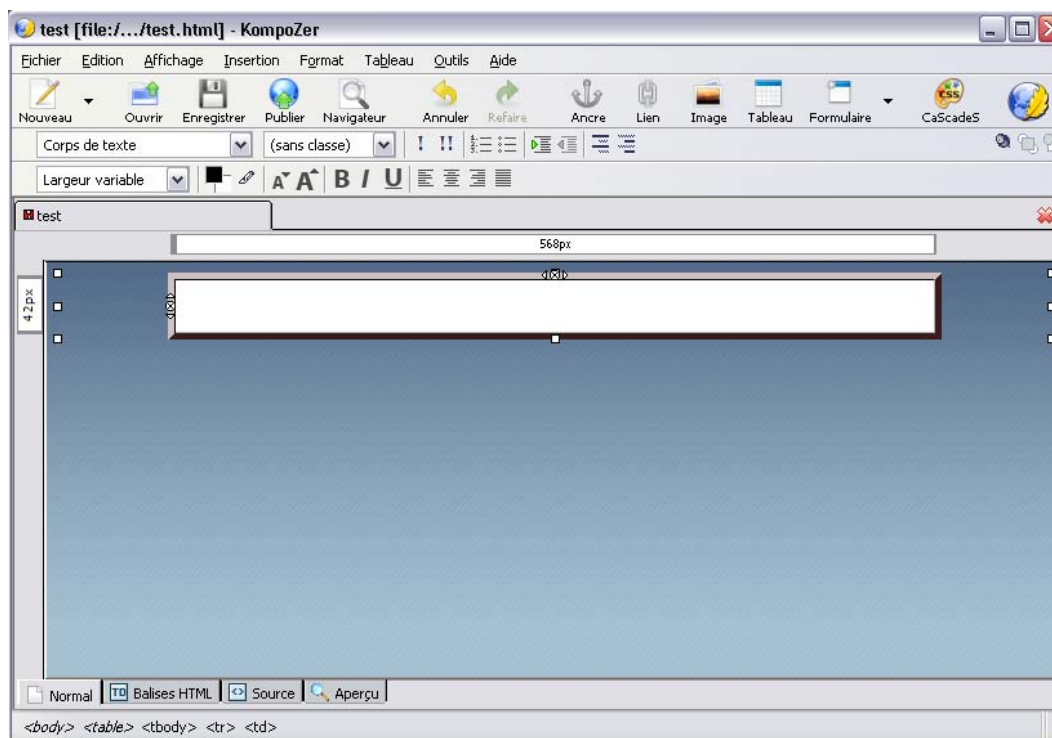 test [file:/.../test.html] - KompoZer
Fichier Edition Affichage Insertion Format Tableau Outils Aide
Nouveau Ouvrir Enregistrer Publier Navigateur Annuler Refaire Ancre Lien Image Tableau Formulaire CaScadeS
Corps de texte (sans classe) ! !!
Largeur variable A A B I U
test
568px
42px
Normal TD Balises HTML Source Aperçu
<body> <table> <tbody> <tr> <td>